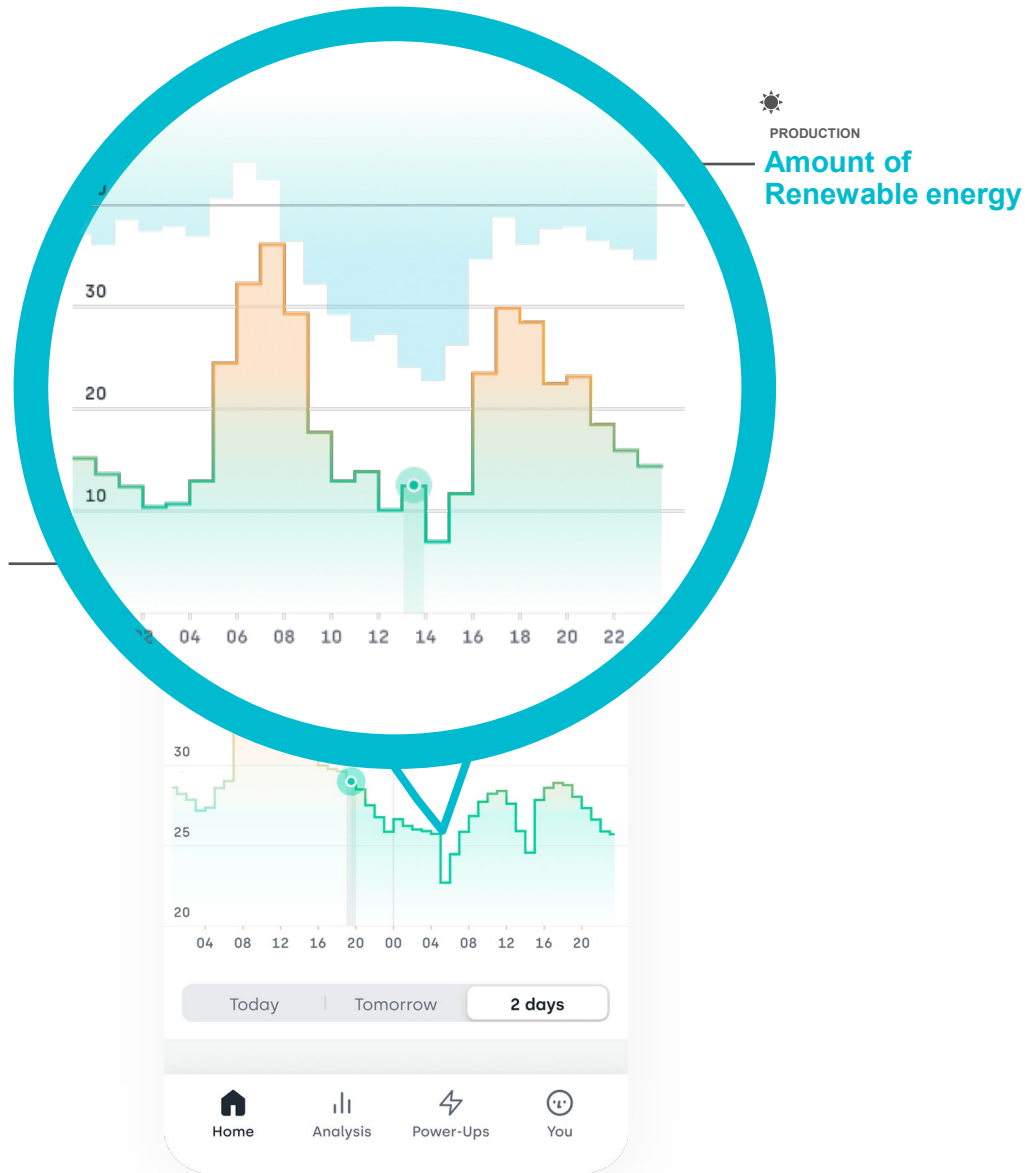 PRODUCTION
Amount of
Renewable energy
30
20
10
04 06 08 10 12 14 16 18 20 22
30
25
20
04 08 12 16 20 00 04 08 12 16 20
Today Tomorrow 2 days
Home Analysis Power-Ups You